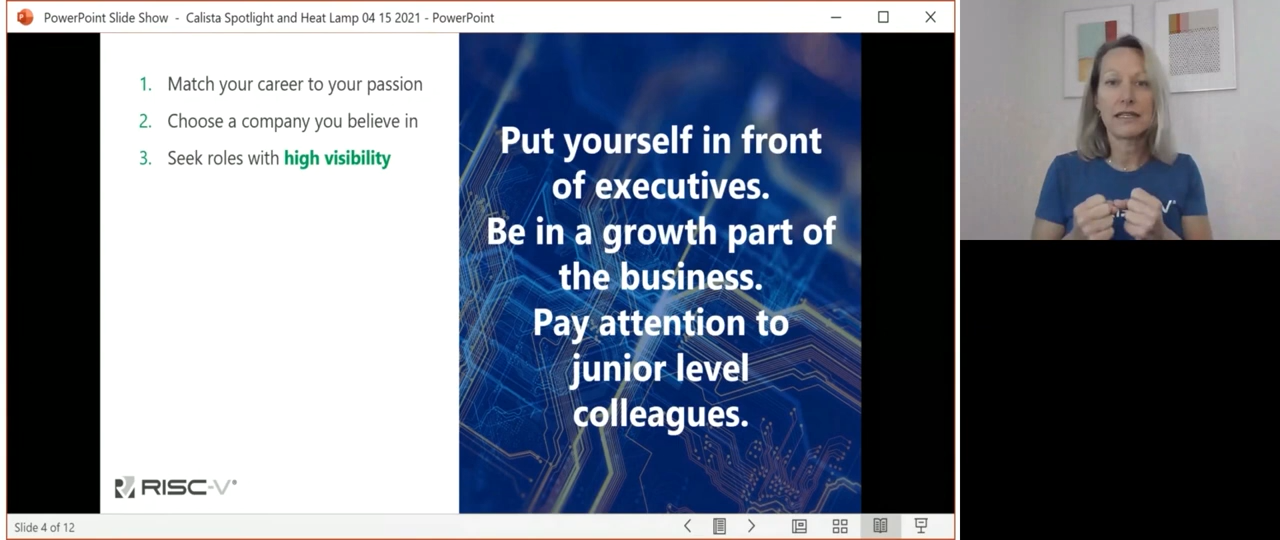 PowerPoint Slide Show - Calista Spotlight and Heat Lamp 04 15 2021 - PowerPoint
1. Match your career to your passion
2. Choose a company you believe in
3. Seek roles with high visibility
Put yourself in front
of executives.
Be in a growth part of
the business.
Pay attention to
junior level
colleagues.
RISC-V
Slide 4 of 12